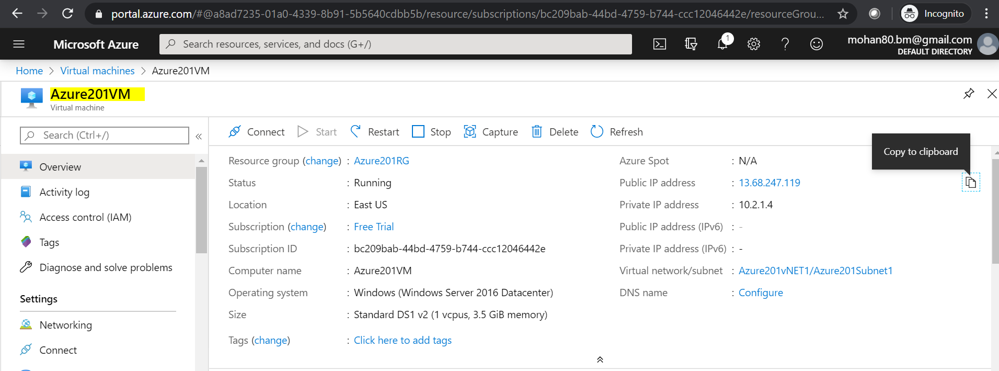 portal.azure.com/#@a8ad7235-01a0-4339-8b91-5b5640cdbb5b/resource/subscriptions/bc209bab-44bd-4759-b744-ccc12046442e/resourceGrou...
Incognito
Microsoft Azure
Search resources, services, and docs (G+/)
1
mohan80.bm@gmail.com
DEFAULT DIRECTORY
Home > Virtual machines > Azure201VM
Azure201VM
Virtual machine
Search (Ctrl+/)
«
Overview
Activity log
Access control (IAM)
Tags
Diagnose and solve problems
Settings
Networking
Connect
Connect Start Restart Stop Capture Delete Refresh
Copy to clipboard
Resource group (change) : Azure201RG
Status : Running
Location : East US
Subscription (change) : Free Trial
Subscription ID : bc209bab-44bd-4759-b744-ccc12046442e
Computer name : Azure201VM
Operating system : Windows (Windows Server 2016 Datacenter)
Size : Standard DS1 v2 (1 vcpus, 3.5 GiB memory)
Tags (change) : Click here to add tags
Azure Spot : N/A
Public IP address : 13.68.247.119
Private IP address : 10.2.1.4
Public IP address (IPv6) : -
Private IP address (IPv6) : -
Virtual network/subnet : Azure201vNET1/Azure201Subnet1
DNS name : Configure